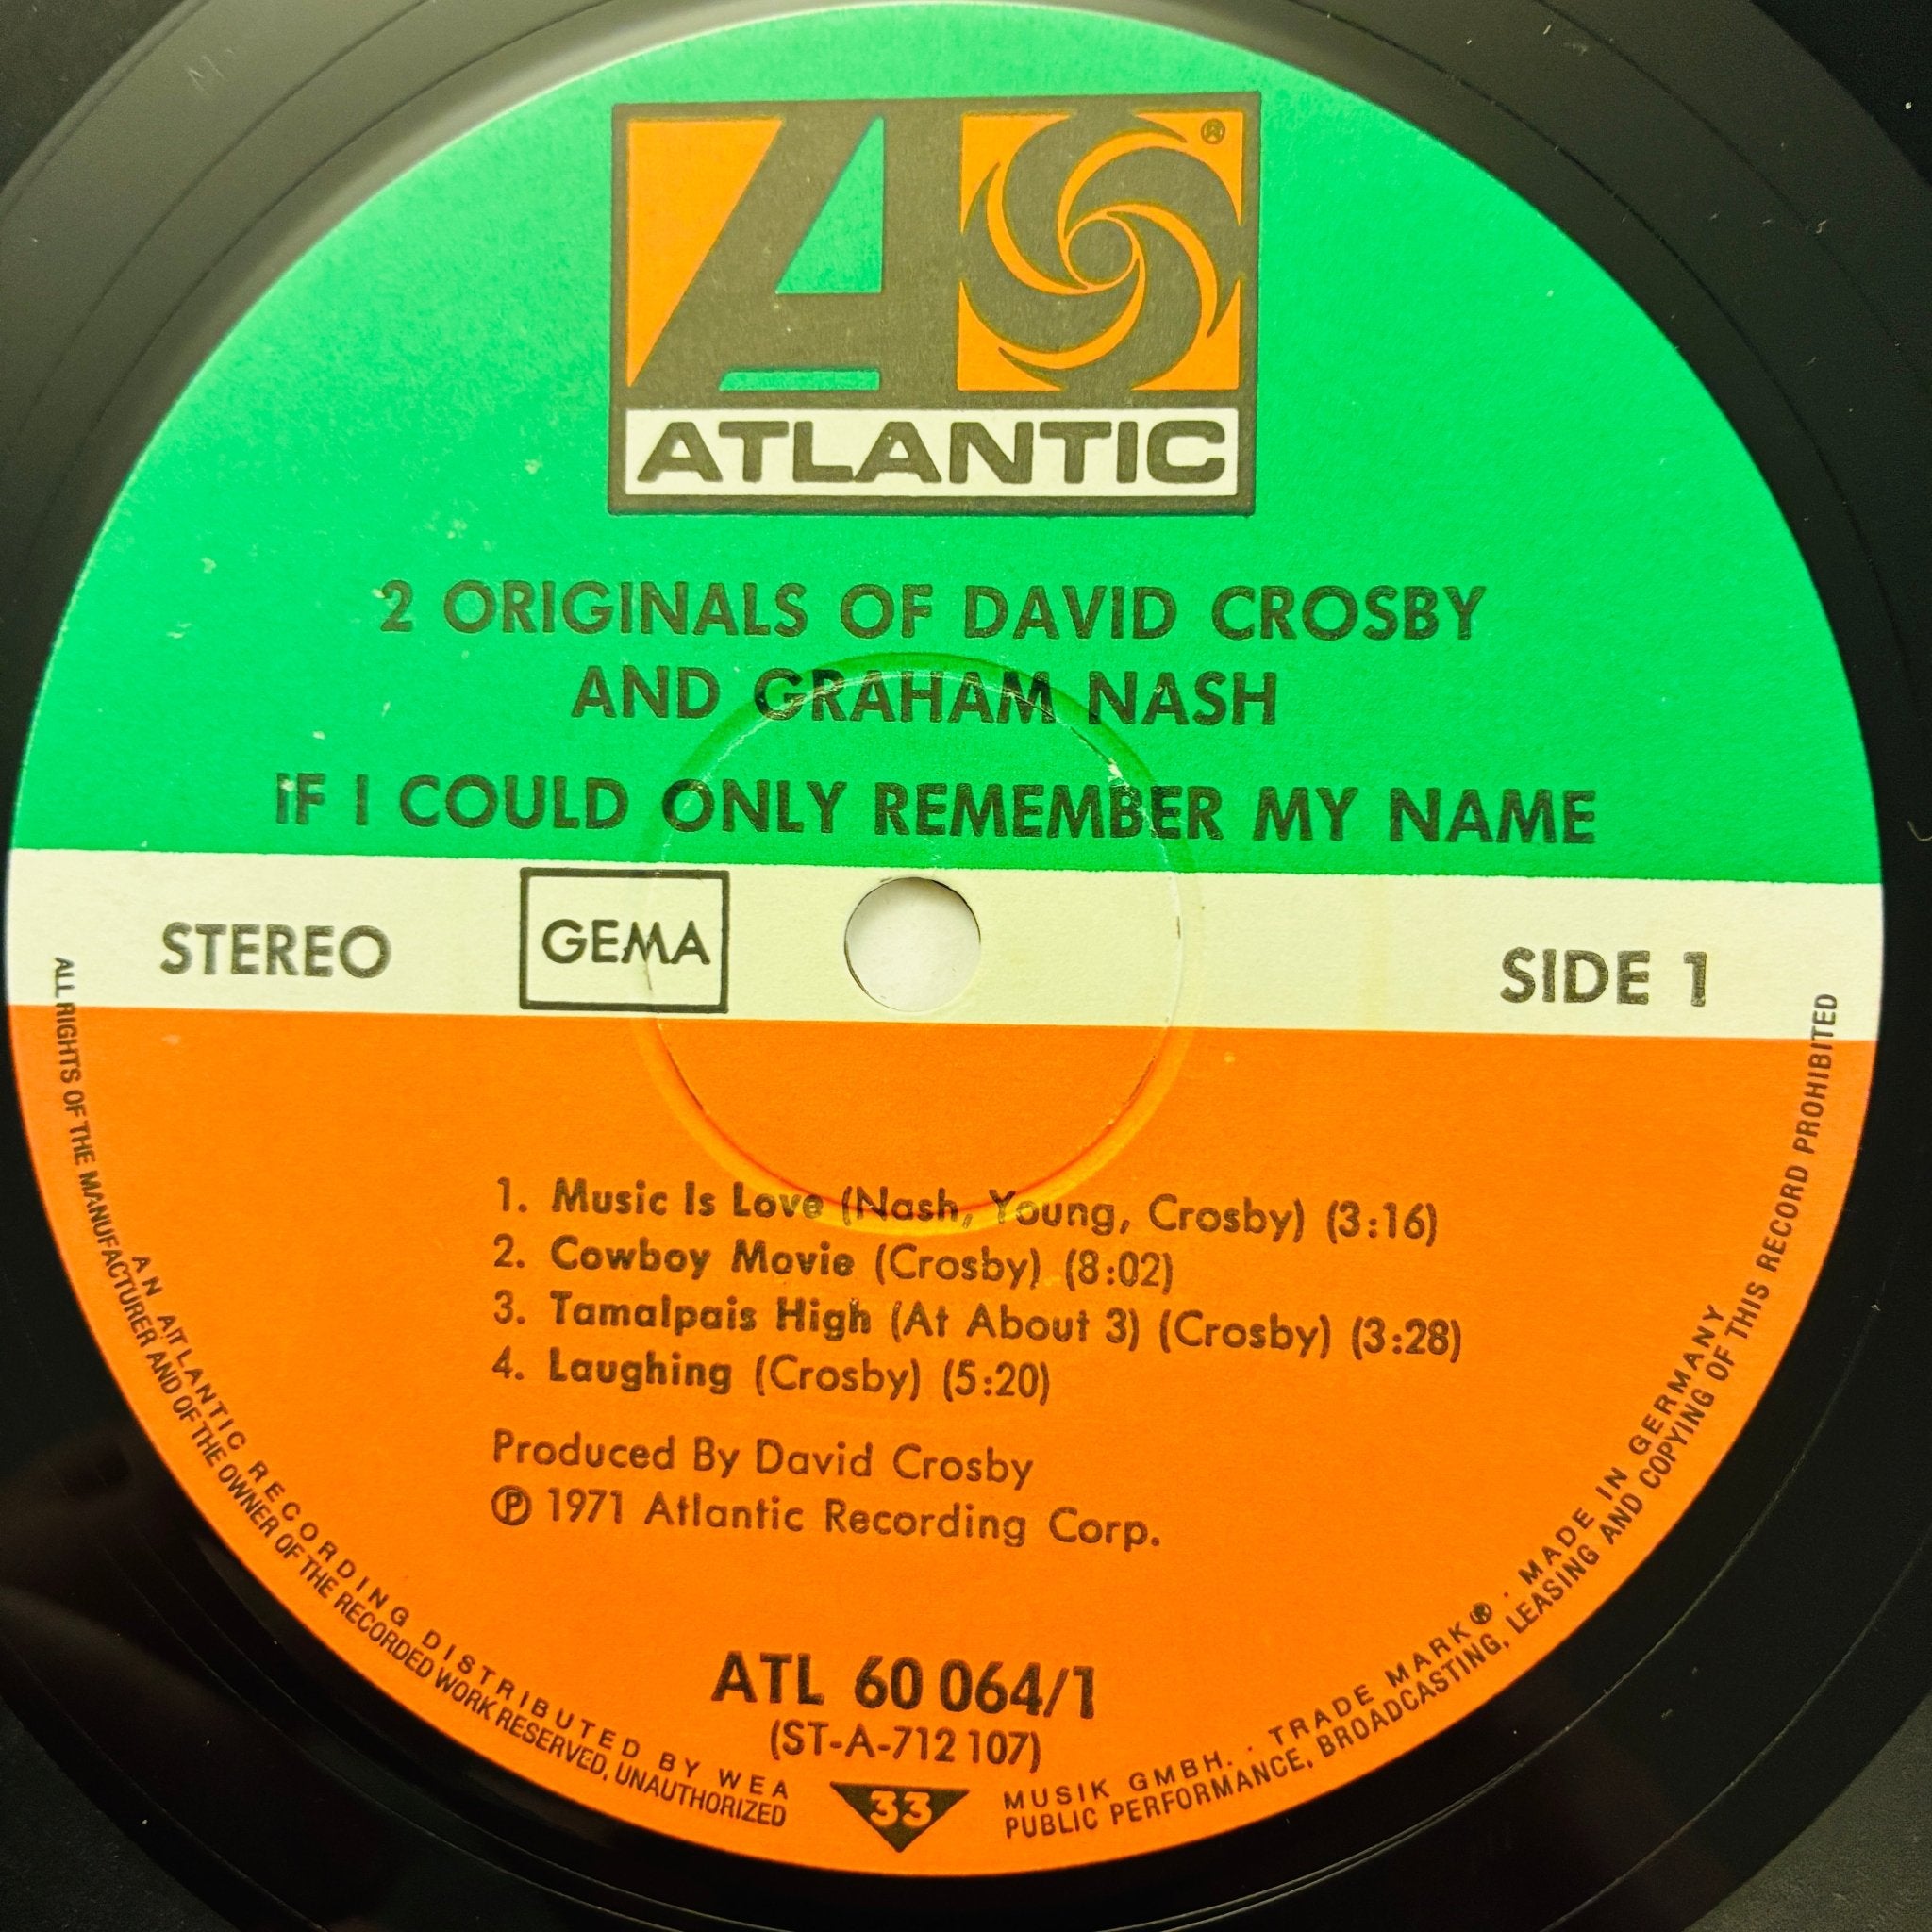 ATLANTIC
®
2 ORIGINALS OF DAVID CROSBY
AND GRAHAM NASH
IF I COULD ONLY REMEMBER MY NAME
STEREO
GEMA
SIDE 1
1. Music Is Love (Nash, Young, Crosby) (3:16)
2. Cowboy Movie (Crosby) (8:02)
3. Tamalpais High (At About 3) (Crosby) (3:28)
4. Laughing (Crosby) (5:20)
Produced By David Crosby
℗ 1971 Atlantic Recording Corp.
ATL 60 064/1
(ST-A-712 107)
33
AN ATLANTIC RECORDING DISTRIBUTED BY WEA MUSIK GMBH. · TRADE MARK ® · MADE IN GERMANY
ALL RIGHTS OF THE MANUFACTURER AND OF THE OWNER OF THE RECORDED WORK RESERVED, UNAUTHORIZED PUBLIC PERFORMANCE, BROADCASTING, LEASING AND COPYING OF THIS RECORD PROHIBITED